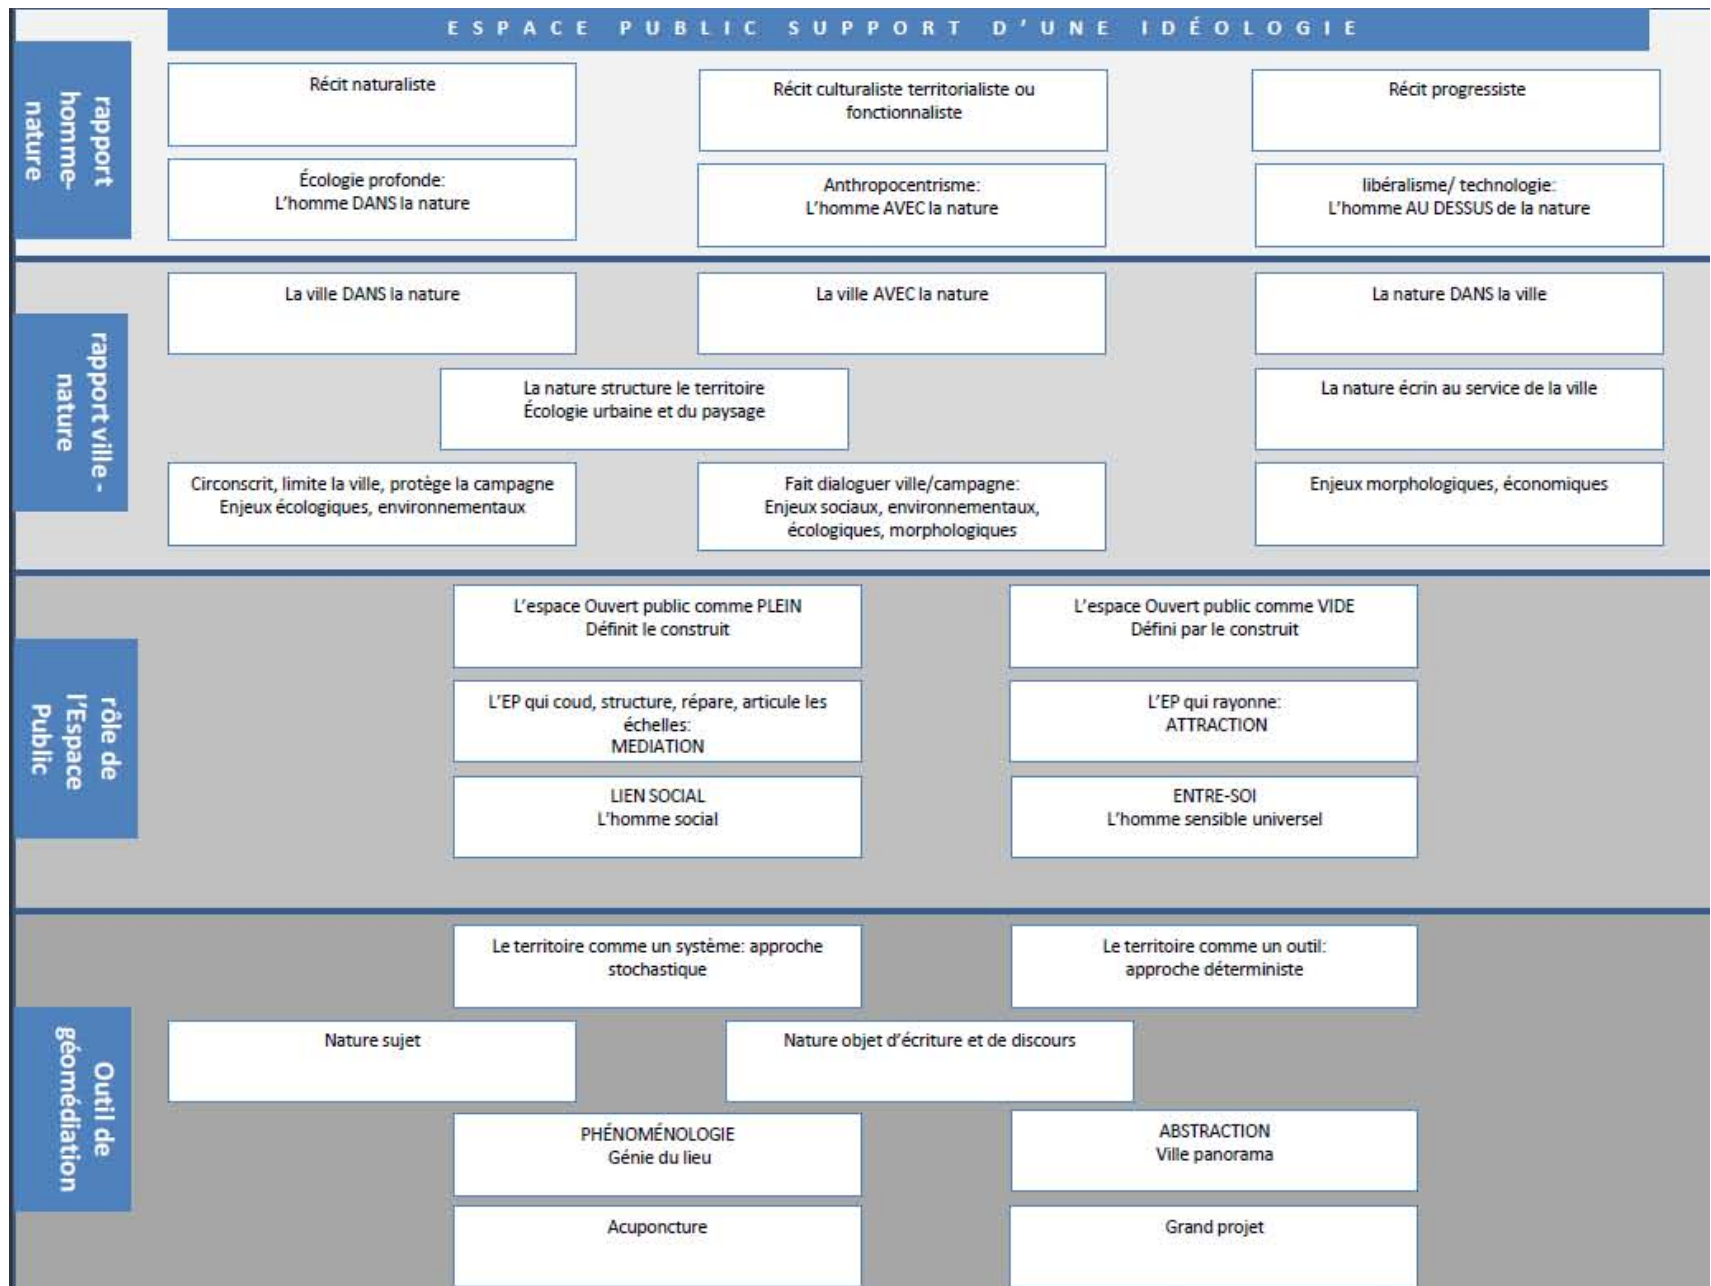 ESPACE PUBLIC SUPPORT D'UNE IDÉOLOGIE
rapport
homme-
nature
Récit naturaliste
Récit culturaliste territorialiste ou
fonctionnaliste
Récit progressiste
Écologie profonde:
L'homme DANS la nature
Anthropocentrisme:
L'homme AVEC la nature
libéralisme/ technologie:
L'homme AU DESSUS de la nature
rapport ville -
nature
La ville DANS la nature
La ville AVEC la nature
La nature DANS la ville
La nature structure le territoire
Écologie urbaine et du paysage
La nature écrin au service de la ville
Circonscrit, limite la ville, protège la campagne
Enjeux écologiques, environnementaux
Fait dialoguer ville/campagne:
Enjeux sociaux, environnementaux,
écologiques, morphologiques
Enjeux morphologiques, économiques
rôle de
l'Espace
Public
L'espace Ouvert public comme PLEIN
Définit le construit
L'espace Ouvert public comme VIDE
Défini par le construit
L'EP qui coud, structure, répare, articule les
échelles:
MEDIATION
L'EP qui rayonne:
ATTRACTION
LIEN SOCIAL
L'homme social
ENTRE-SOI
L'homme sensible universel
Outil de
géomédiation
Le territoire comme un système: approche
stochastique
Le territoire comme un outil:
approche déterministe
Nature sujet
Nature objet d'écriture et de discours
PHÉNOMÉNOLOGIE
Génie du lieu
ABSTRACTION
Ville panorama
Acuponcture
Grand projet